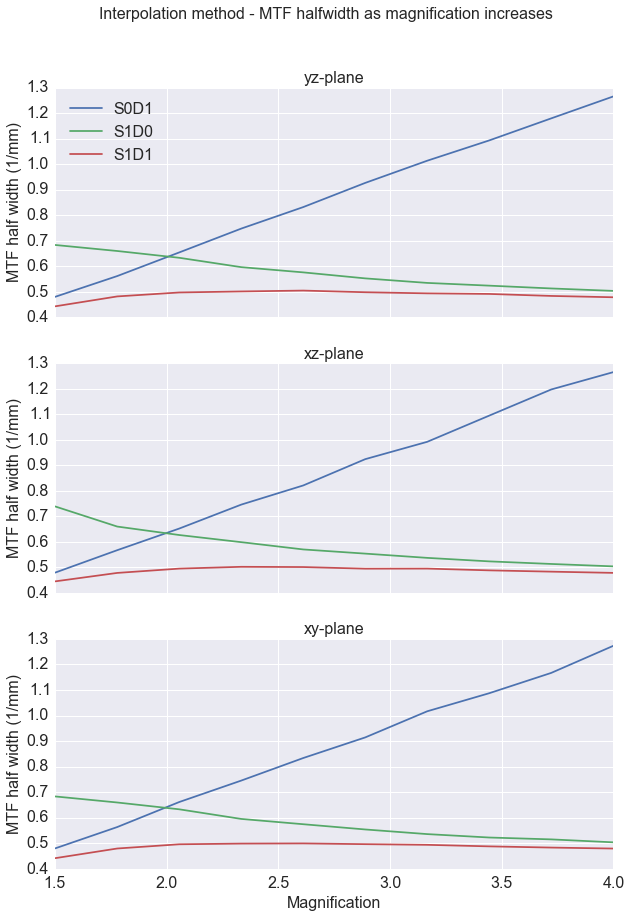 Interpolation method - MTF halfwidth as magnification increases
yz-plane
1.3
1.2
1.1
1.0
0.9
0.8
0.7
0.6
0.5
0.4
MTF half width (1/mm)
S0D1
S1D0
S1D1
xz-plane
1.3
1.2
1.1
1.0
0.9
0.8
0.7
0.6
0.5
0.4
MTF half width (1/mm)
xy-plane
1.3
1.2
1.1
1.0
0.9
0.8
0.7
0.6
0.5
0.4
MTF half width (1/mm)
1.5 2.0 2.5 3.0 3.5 4.0
Magnification